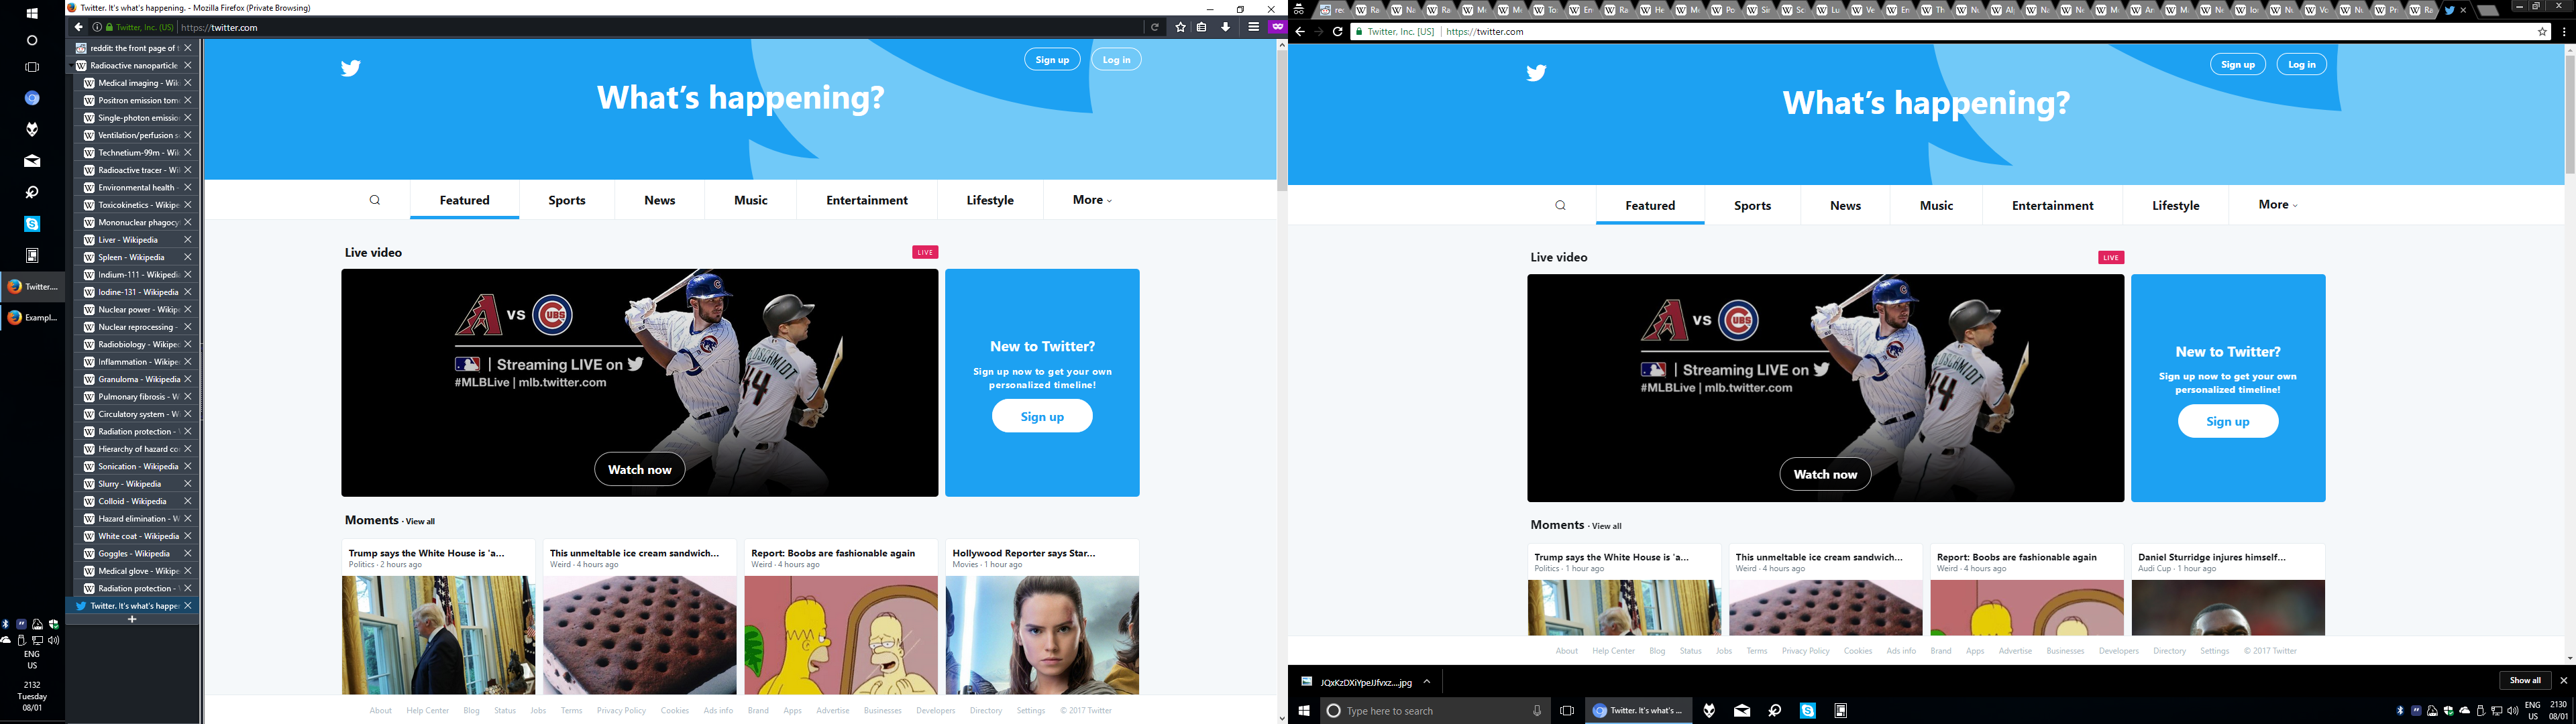 Twitter. It's what's happening. - Mozilla Firefox (Private Browsing)
Twitter, Inc. (US)
https://twitter.com
reddit: the front page of
Radioactive nanoparticle
Medical imaging - Wik
Positron emission tom
Single-photon emissio
Ventilation/perfusion s
Technetium-99m - Wi
Radioactive tracer - Wi
Environmental health -
Toxicokinetics - Wikipe
Mononuclear phagocy
Liver - Wikipedia
Spleen - Wikipedia
Indium-111 - Wikipedi
Iodine-131 - Wikipedia
Nuclear power - Wikip
Nuclear reprocessing -
Radiobiology - Wikipe
Inflammation - Wikipe
Granuloma - Wikipedia
Pulmonary fibrosis - W
Circulatory system - W
Radiation protection -
Hierarchy of hazard co
Sonication - Wikipedia
Slurry - Wikipedia
Colloid - Wikipedia
Hazard elimination - W
White coat - Wikipedia
Goggles - Wikipedia
Medical glove - Wikipe
Radiation protection -
Twitter. It's what's happe
Twitter....
Exampl...
ENG
US
2132
Tuesday
08/01
Sign up
Log in
What's happening?
Featured
Sports
News
Music
Entertainment
Lifestyle
More
Live video
LIVE
A vs CUBS
MLB | Streaming LIVE on
#MLBLive | mlb.twitter.com
GOLDSCHMIDT
44
Watch now
New to Twitter?
Sign up now to get your own
personalized timeline!
Sign up
Moments · View all
Trump says the White House is 'a...
Politics · 2 hours ago
This unmeltable ice cream sandwich...
Weird · 4 hours ago
Report: Boobs are fashionable again
Weird · 4 hours ago
Hollywood Reporter says Star...
Movies · 1 hour ago
About Help Center Blog Status Jobs Terms Privacy Policy Cookies Ads info Brand Apps Advertise Businesses Developers Directory Settings © 2017 Twitter
Twitter, Inc. [US]
https://twitter.com
Sign up
Log in
What's happening?
Featured
Sports
News
Music
Entertainment
Lifestyle
More
Live video
LIVE
A vs CUBS
MLB | Streaming LIVE on
#MLBLive | mlb.twitter.com
GOLDSCHMIDT
44
Watch now
New to Twitter?
Sign up now to get your own
personalized timeline!
Sign up
Moments · View all
Trump says the White House is 'a...
Politics · 1 hour ago
This unmeltable ice cream sandwich...
Weird · 4 hours ago
Report: Boobs are fashionable again
Weird · 4 hours ago
Daniel Sturridge injures himself...
Audi Cup · 1 hour ago
About Help Center Blog Status Jobs Terms Privacy Policy Cookies Ads info Brand Apps Advertise Businesses Developers Directory Settings © 2017 Twitter
JQxKzDXiYpeJJfvxz....jpg
Show all
Type here to search
Twitter. It's what's ...
ENG
US
2130
08/01